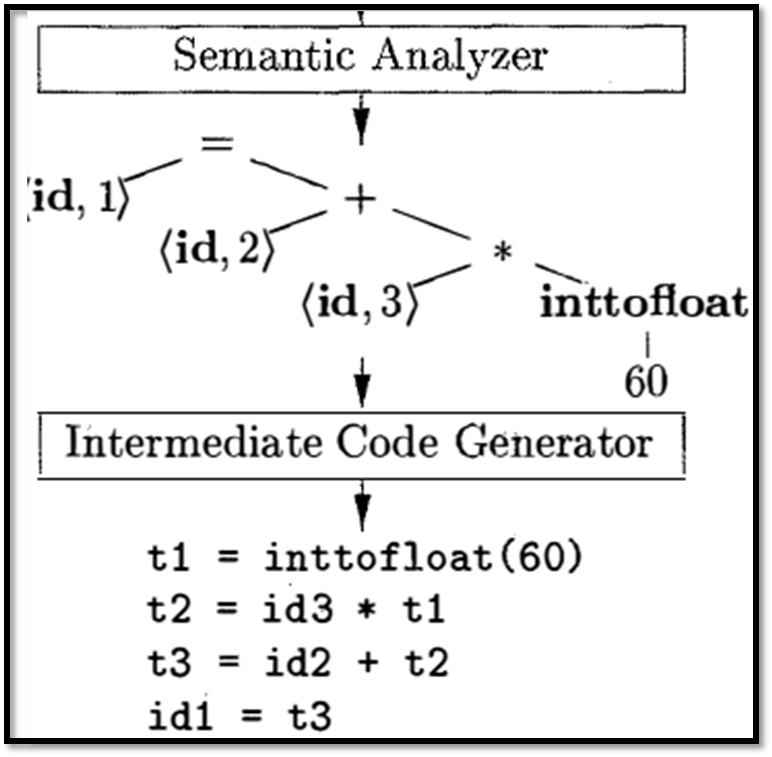 Semantic Analyzer
=
⟨id, 1⟩
+
⟨id, 2⟩
*
⟨id, 3⟩
inttofloat
60
Intermediate Code Generator
t1 = inttofloat(60)
t2 = id3 * t1
t3 = id2 + t2
id1 = t3